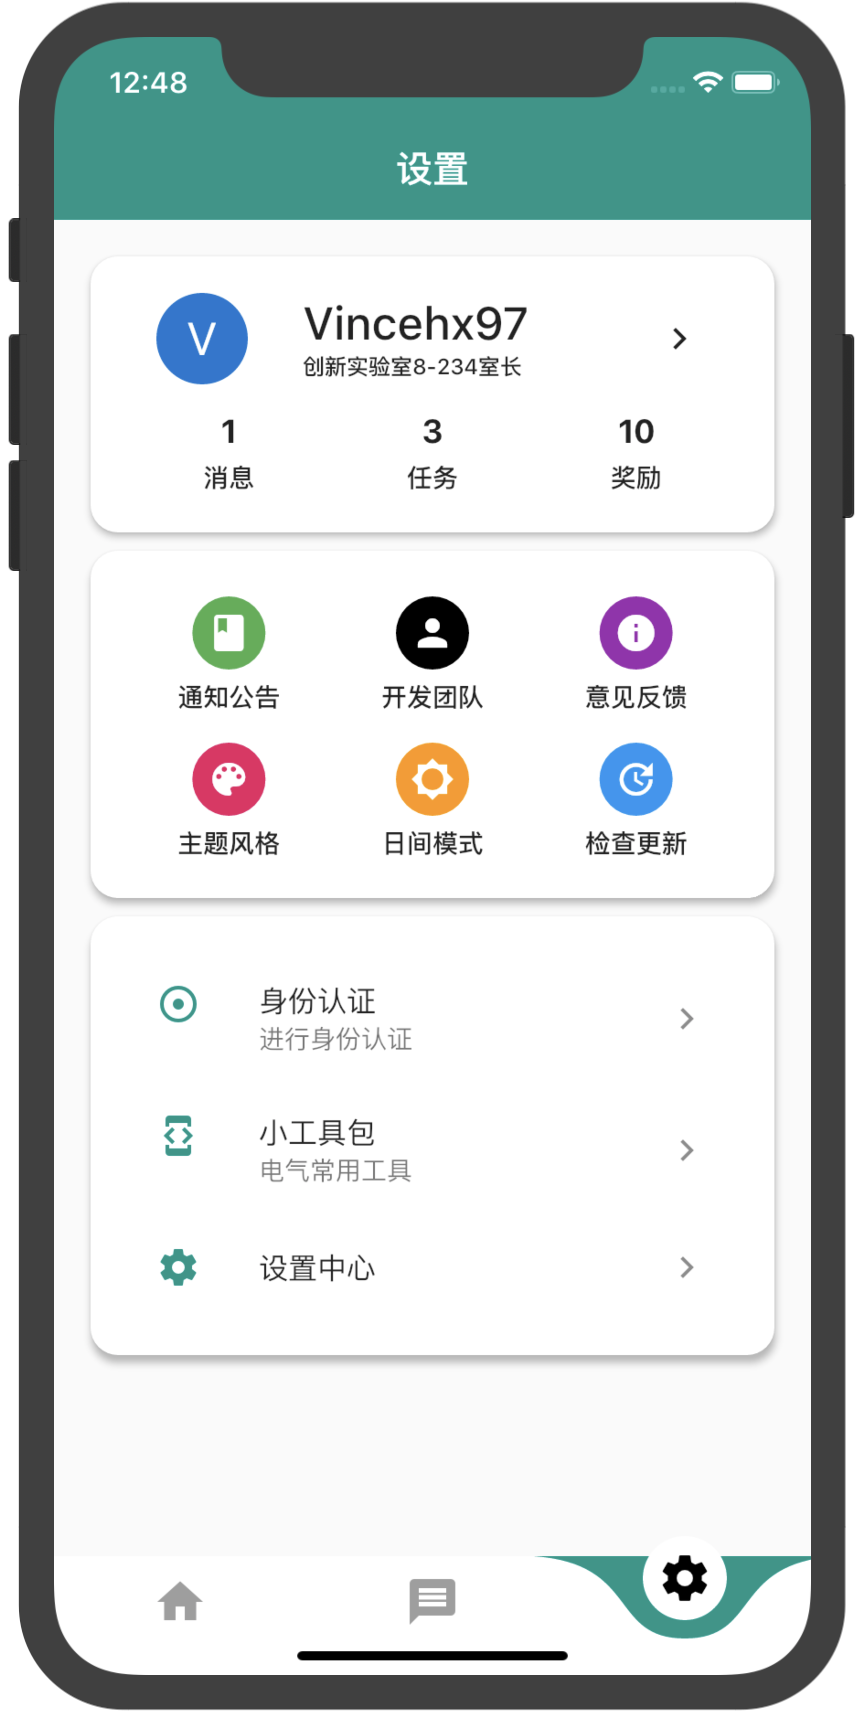 12:48
设置
V
Vincehx97
创新实验室8-234室长
1 3 10
消息 任务 奖励
通知公告 开发团队 意见反馈
主题风格 日间模式 检查更新
身份认证
进行身份认证
小工具包
电气常用工具
设置中心